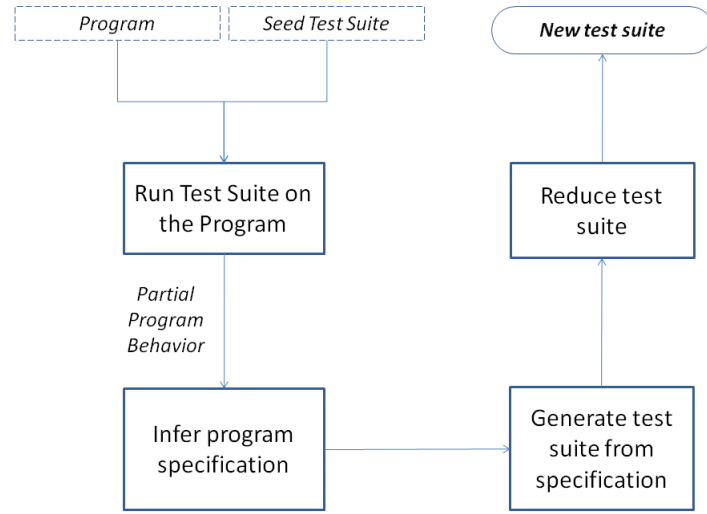 Program
Seed Test Suite
New test suite
Run Test Suite on
the Program
Reduce test
suite
Partial
Program
Behavior
Infer program
specification
Generate test
suite from
specification